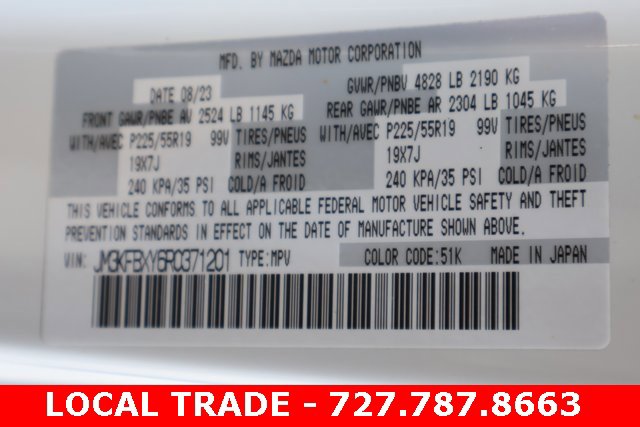 MFD. BY MAZDA MOTOR CORPORATION
DATE 08/23 GVWR/PNBV 4828 LB 2190 KG
FRONT GAWR/PNBE AV 2524 LB 1145 KG REAR GAWR/PNBE AR 2304 LB 1045 KG
WITH/AVEC P225/55R19 99V TIRES/PNEUS WITH/AVEC P225/55R19 99V TIRES/PNEUS
19X7J RIMS/JANTES 19X7J RIMS/JANTES
240 KPA/35 PSI COLD/A FROID 240 KPA/35 PSI COLD/A FROID
THIS VEHICLE CONFORMS TO ALL APPLICABLE FEDERAL MOTOR VEHICLE SAFETY AND THEFT
PREVENTION STANDARDS IN EFFECT ON THE DATE OF MANUFACTURE SHOWN ABOVE.
VIN: JM3KFBXY6R0371201 TYPE:MPV COLOR CODE:51K MADE IN JAPAN
LOCAL TRADE - 727.787.8663